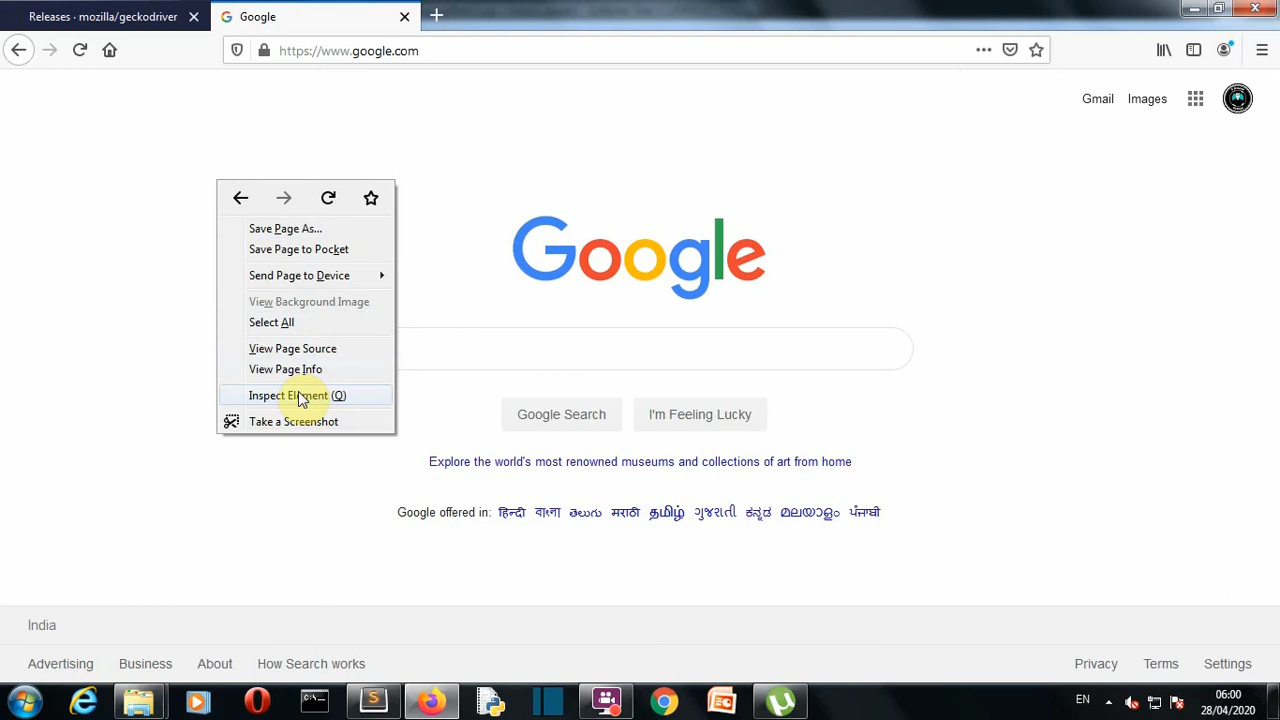 Releases · mozilla/geckodriver
Google
https://www.google.com
Gmail
Images
Save Page As...
Save Page to Pocket
Send Page to Device
View Background Image
Select All
View Page Source
View Page Info
Inspect Element (Q)
Take a Screenshot
Google
Google Search
I'm Feeling Lucky
Explore the world's most renowned museums and collections of art from home
Google offered in: हिन्दी বাংলা తెలుగు मराठी தமிழ் ગુજરાતી ಕನ್ನಡ മലയാളം ਪੰਜਾਬੀ
India
Advertising Business About How Search works
Privacy Terms Settings
EN
06:00
28/04/2020